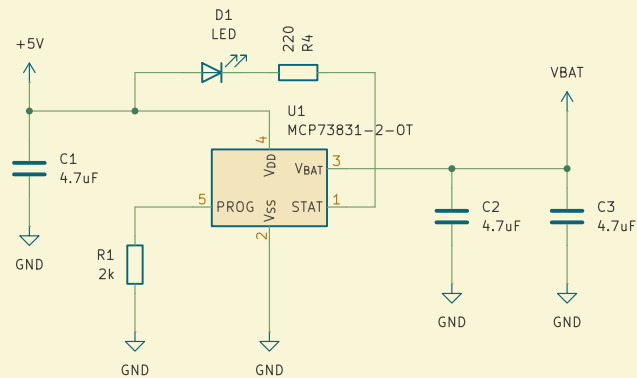 D1
LED
220
R4
+5V
VBAT
U1
MCP73831-2-OT
4
C1
4.7uF
VDD
VBAT
3
5
PROG
VSS
STAT
1
C2
4.7uF
C3
4.7uF
2
R1
2k
GND
GND
GND
GND
GND